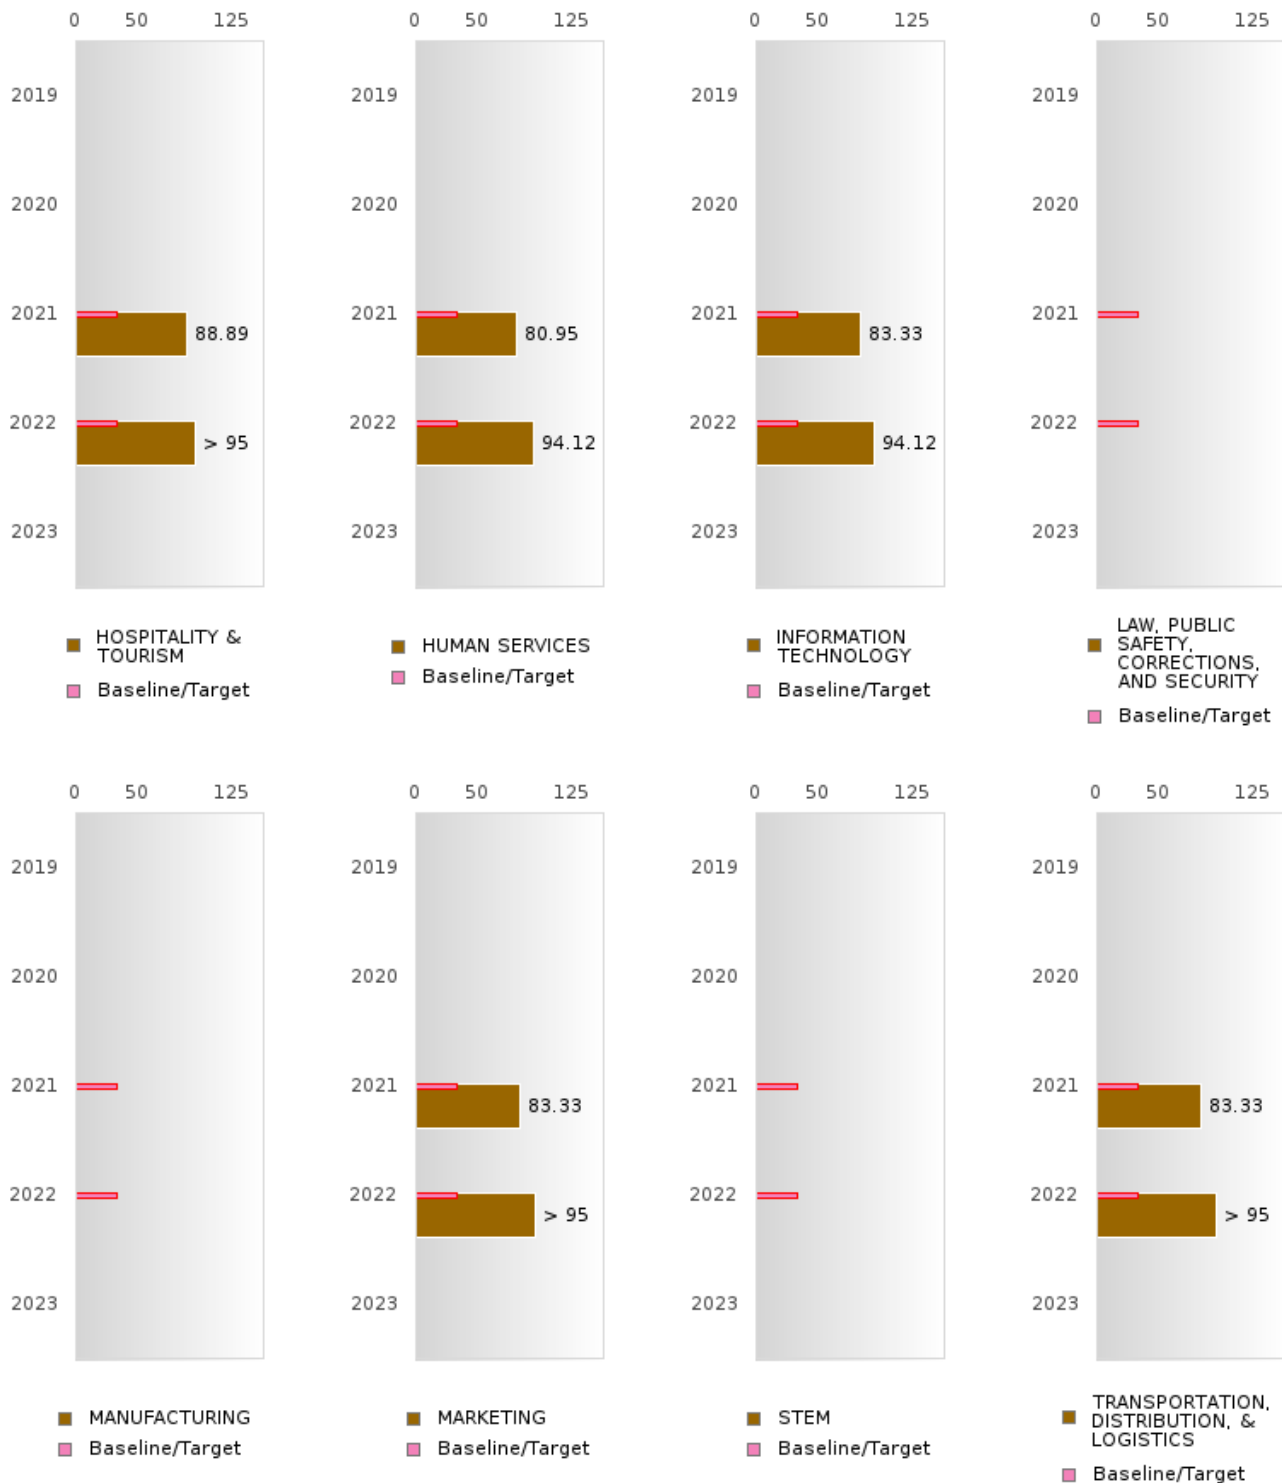 0 50 125
0 50 125
0 50 125
0 50 125
2019
2020
2021
2022
2023
88.89
> 95
2019
2020
2021
2022
2023
80.95
94.12
2019
2020
2021
2022
2023
83.33
94.12
2019
2020
2021
2022
2023
HOSPITALITY &
TOURISM
Baseline/Target
HUMAN SERVICES
Baseline/Target
INFORMATION
TECHNOLOGY
Baseline/Target
LAW, PUBLIC
SAFETY,
CORRECTIONS,
AND SECURITY
Baseline/Target
0 50 125
0 50 125
0 50 125
0 50 125
2019
2020
2021
2022
2023
2019
2020
2021
2022
2023
83.33
> 95
2019
2020
2021
2022
2023
2019
2020
2021
2022
2023
83.33
> 95
MANUFACTURING
Baseline/Target
MARKETING
Baseline/Target
STEM
Baseline/Target
TRANSPORTATION,
DISTRIBUTION, &
LOGISTICS
Baseline/Target